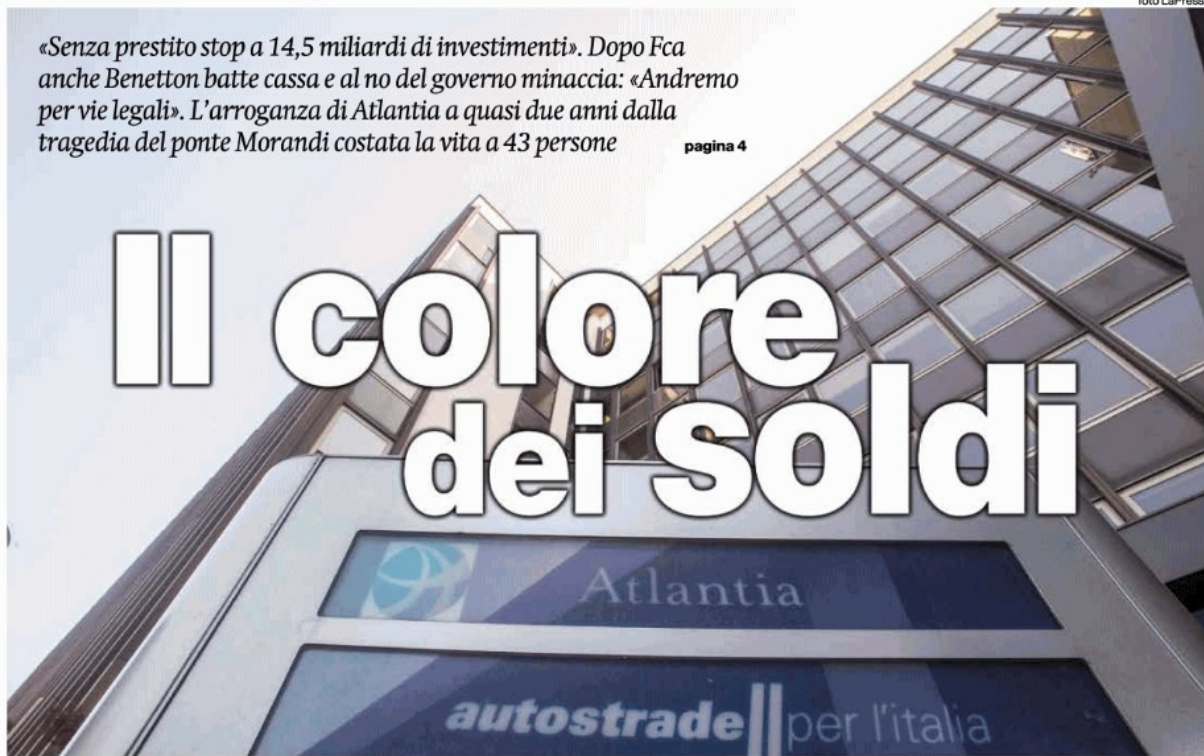 foto LaPresse
«Senza prestito stop a 14,5 miliardi di investimenti». Dopo Fca
anche Benetton batte cassa e al no del governo minaccia: «Andremo
per vie legali». L'arroganza di Atlantia a quasi due anni dalla
tragedia del ponte Morandi costata la vita a 43 persone pagina 4
Il colore
dei soldi
Atlantia
autostrade || per l'italia